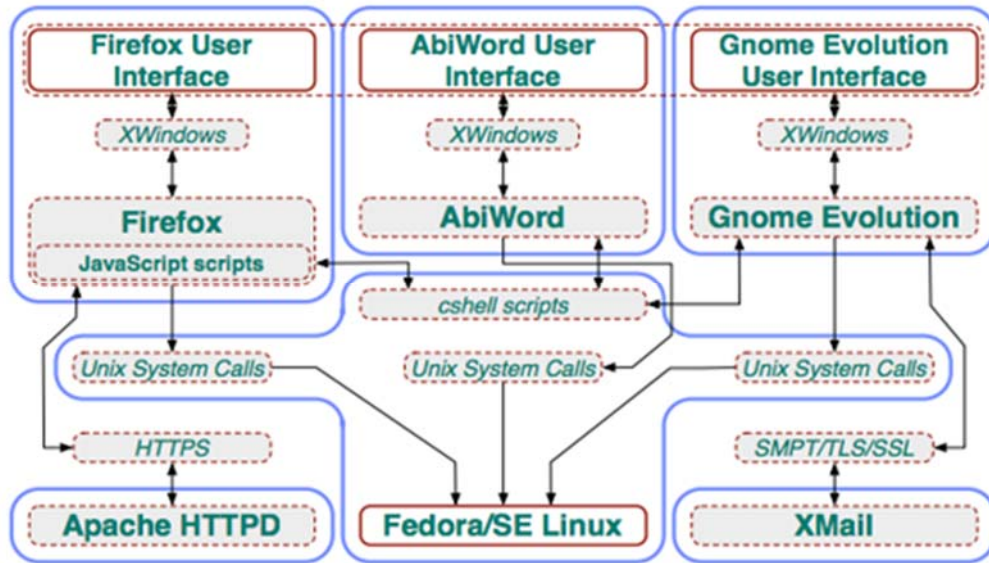 Firefox User
Interface
AbiWord User
Interface
Gnome Evolution
User Interface
XWindows
XWindows
XWindows
Firefox
AbiWord
Gnome Evolution
JavaScript scripts
cshell scripts
Unix System Calls
Unix System Calls
Unix System Calls
HTTPS
SMPT/TLS/SSL
Apache HTTPD
Fedora/SE Linux
XMail